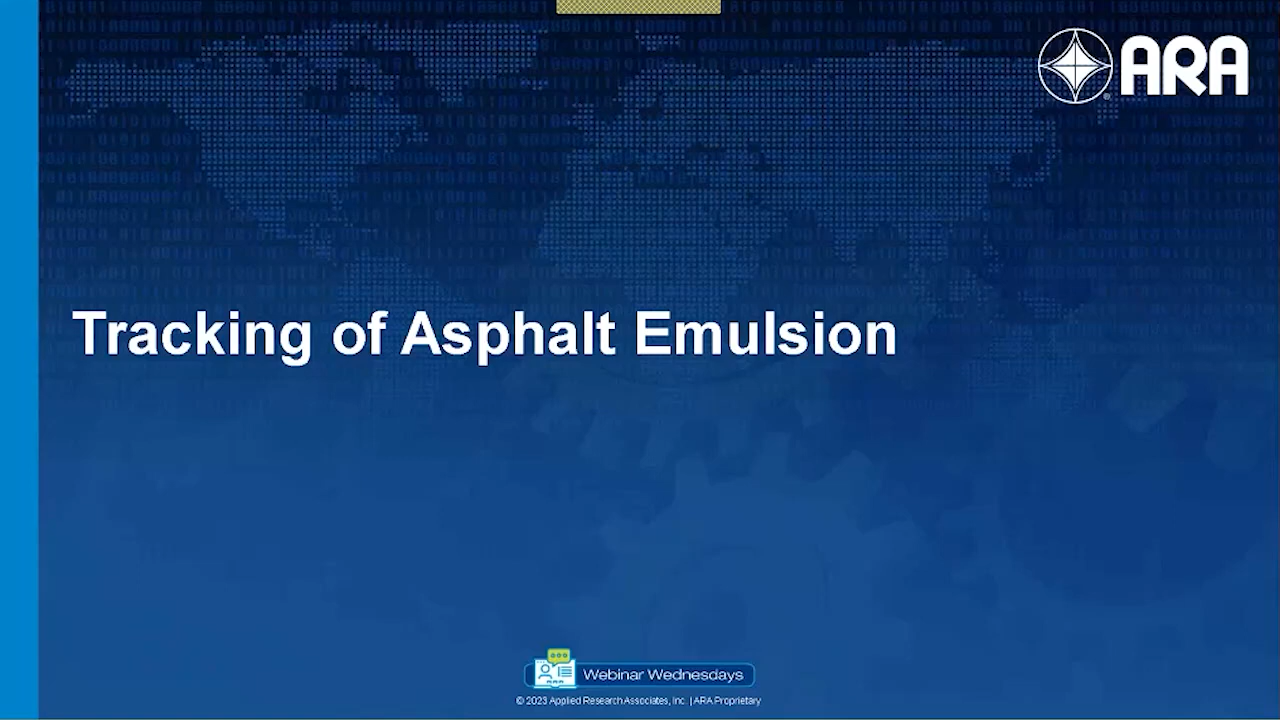 ARA
Tracking of Asphalt Emulsion
Webinar Wednesdays
© 2023 Applied Research Associates, Inc. | ARA Proprietary